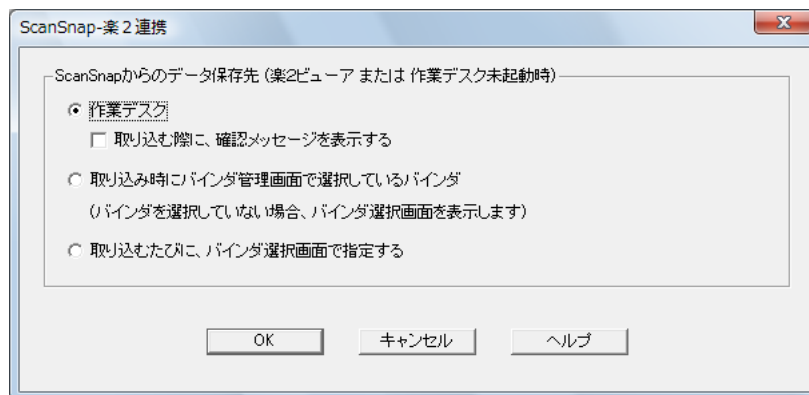 ScanSnap-楽2連携
ScanSnapからのデータ保存先 (楽2ビューア または 作業デスク未起動時)
作業デスク
取り込む際に、確認メッセージを表示する
取り込み時にバインダ管理画面で選択しているバインダ
(バインダを選択していない場合、バインダ選択画面を表示します)
取り込むたびに、バインダ選択画面で指定する
OK キャンセル ヘルプ